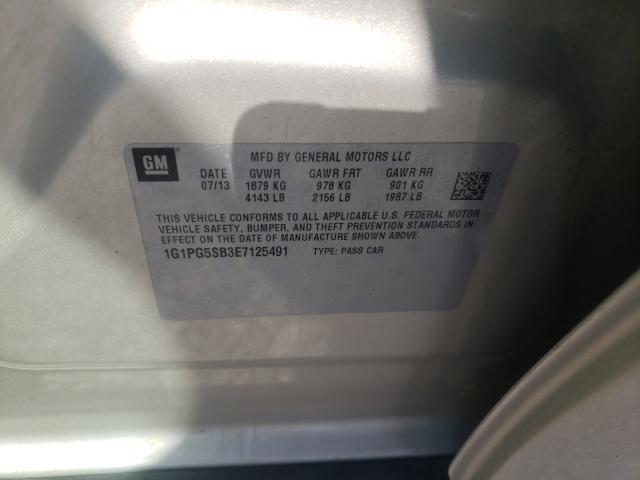 GM
MFD BY GENERAL MOTORS LLC
DATE GVWR GAWR FRT GAWR RR
07/13 1879 KG 978 KG 901 KG
4143 LB 2156 LB 1987 LB
THIS VEHICLE CONFORMS TO ALL APPLICABLE U.S. FEDERAL MOTOR
VEHICLE SAFETY, BUMPER, AND THEFT PREVENTION STANDARDS IN
EFFECT ON THE DATE OF MANUFACTURE SHOWN ABOVE.
1G1PG5SB3E7125491 TYPE: PASS CAR